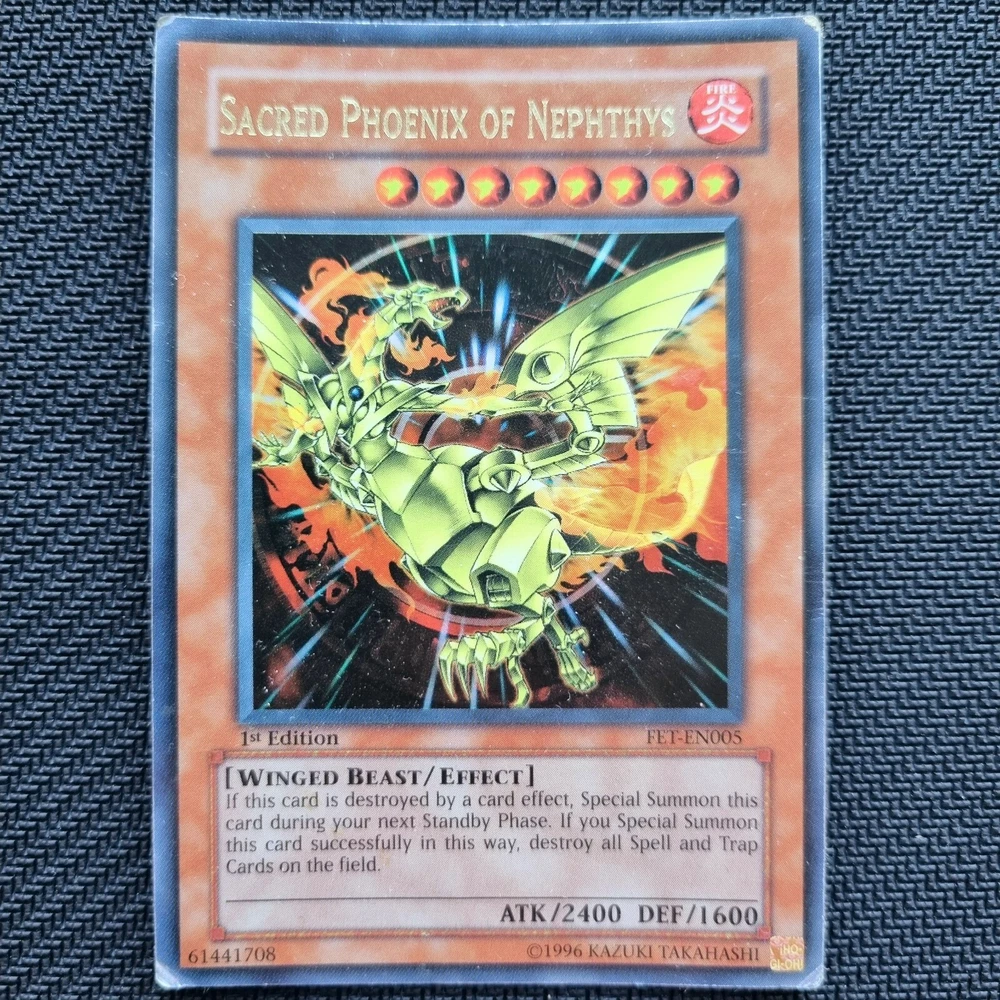 SACRED PHOENIX OF NEPHTHYS
FIRE
炎
1st Edition
FET-EN005
[WINGED BEAST/EFFECT]
If this card is destroyed by a card effect, Special Summon this
card during your next Standby Phase. If you Special Summon
this card successfully in this way, destroy all Spell and Trap
Cards on the field.
ATK/2400 DEF/1600
61441708
©1996 KAZUKI TAKAHASHI